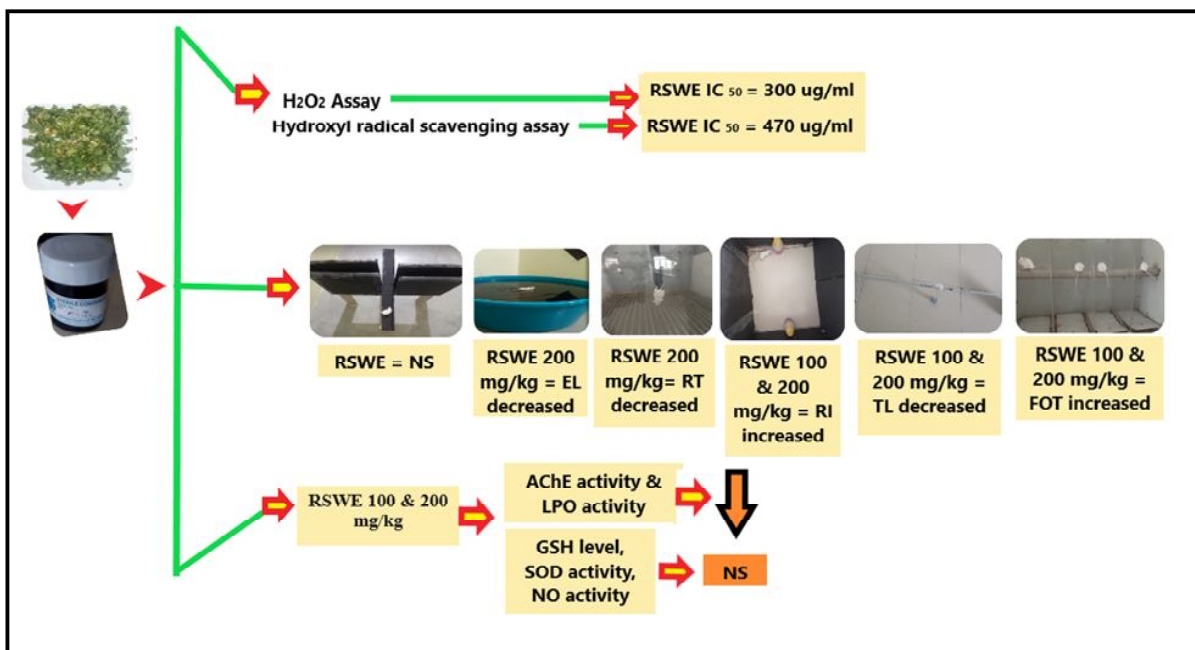 H2O2 Assay
RSWE IC 50 = 300 ug/ml
Hydroxyl radical scavenging assay
RSWE IC 50 = 470 ug/ml
RSWE = NS
RSWE 200
mg/kg = EL
decreased
RSWE 200
mg/kg= RT
decreased
RSWE 100
& 200
mg/kg = RI
increased
RSWE 100 &
200 mg/kg =
TL decreased
RSWE 100 &
200 mg/kg =
FOT increased
RSWE 100 & 200
mg/kg
AChE activity &
LPO activity
GSH level,
SOD activity,
NO activity
NS